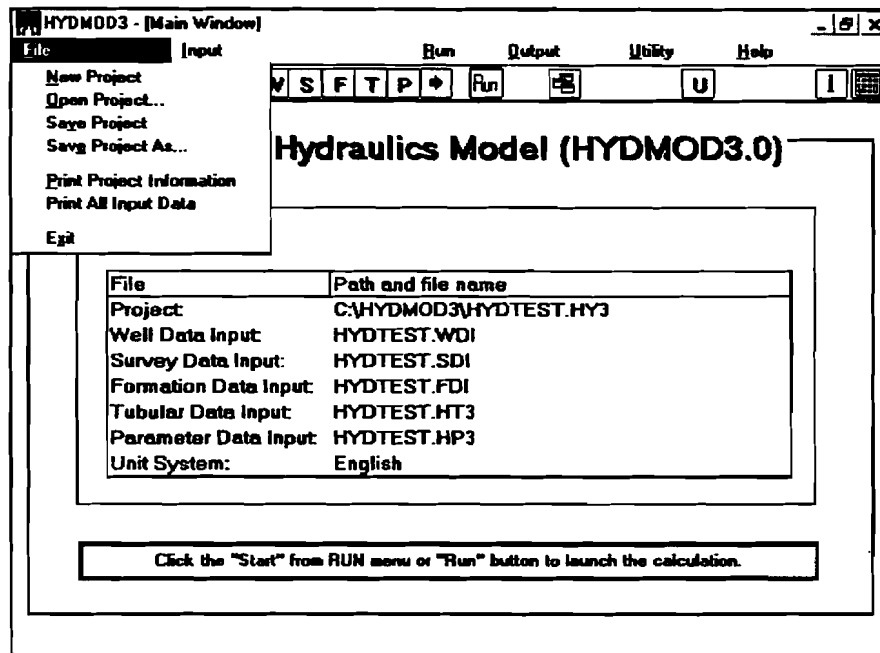 HYDMOD3 - [Main Window]
File Input Run Output Utility Help
New Project
Open Project...
Save Project
Save Project As...
Print Project Information
Print All Input Data
Exit
S F T P Run U I
Hydraulics Model (HYDMOD3.0)
File Path and file name
Project: C:\HYDMOD3\HYDTEST.HY3
Well Data Input: HYDTEST.WDI
Survey Data Input: HYDTEST.SDI
Formation Data Input: HYDTEST.FDI
Tubular Data Input: HYDTEST.HT3
Parameter Data Input: HYDTEST.HP3
Unit System: English
Click the "Start" from RUN menu or "Run" button to launch the calculation.